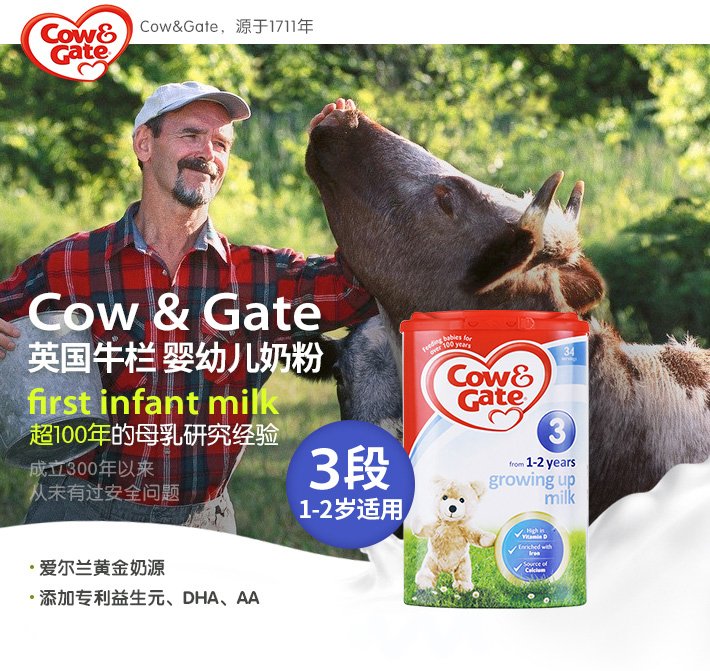 Cow&
Gate
Cow&Gate，源于1711年
Cow & Gate
英国牛栏 婴幼儿奶粉
first infant milk
超100年的母乳研究经验
成立300年以来
从未有过安全问题
3段
1-2岁适用
Feeding babies for
over 100 years
34
servings
Cow&
Gate
3
from 1-2 years
growing up
milk
High in
Vitamin D
Enriched with
Iron
Source of
Calcium
·爱尔兰黄金奶源
·添加专利益生元、DHA、AA